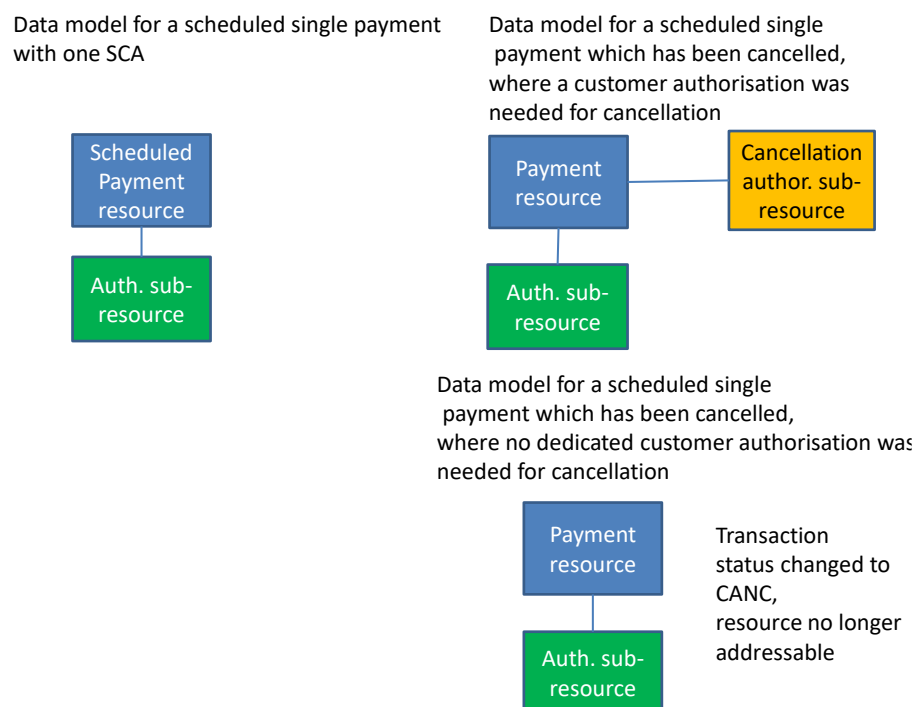 Data model for a scheduled single payment
with one SCA
Scheduled
Payment
resource
Auth. sub-
resource
Data model for a scheduled single
payment which has been cancelled,
where a customer authorisation was
needed for cancellation
Payment
resource
Cancellation
author. sub-
resource
Auth. sub-
resource
Data model for a scheduled single
payment which has been cancelled,
where no dedicated customer authorisation was
needed for cancellation
Payment
resource
Auth. sub-
resource
Transaction
status changed to
CANC,
resource no longer
addressable